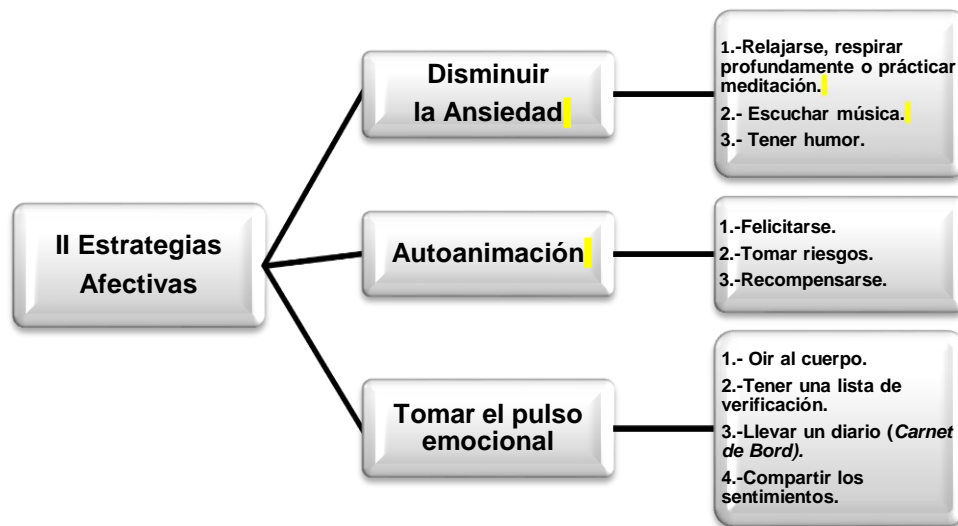 II Estrategias
Afectivas
Disminuir
la Ansiedad
1.-Relajarse, respirar
profundamente o prácticar
meditación.
2.- Escuchar música.
3.- Tener humor.
Autoanimación
1.-Felicitarse.
2.-Tomar riesgos.
3.-Recompensarse.
Tomar el pulso
emocional
1.- Oir al cuerpo.
2.-Tener una lista de
verificación.
3.-Llevar un diario (Carnet
de Bord).
4.-Compartir los
sentimientos.